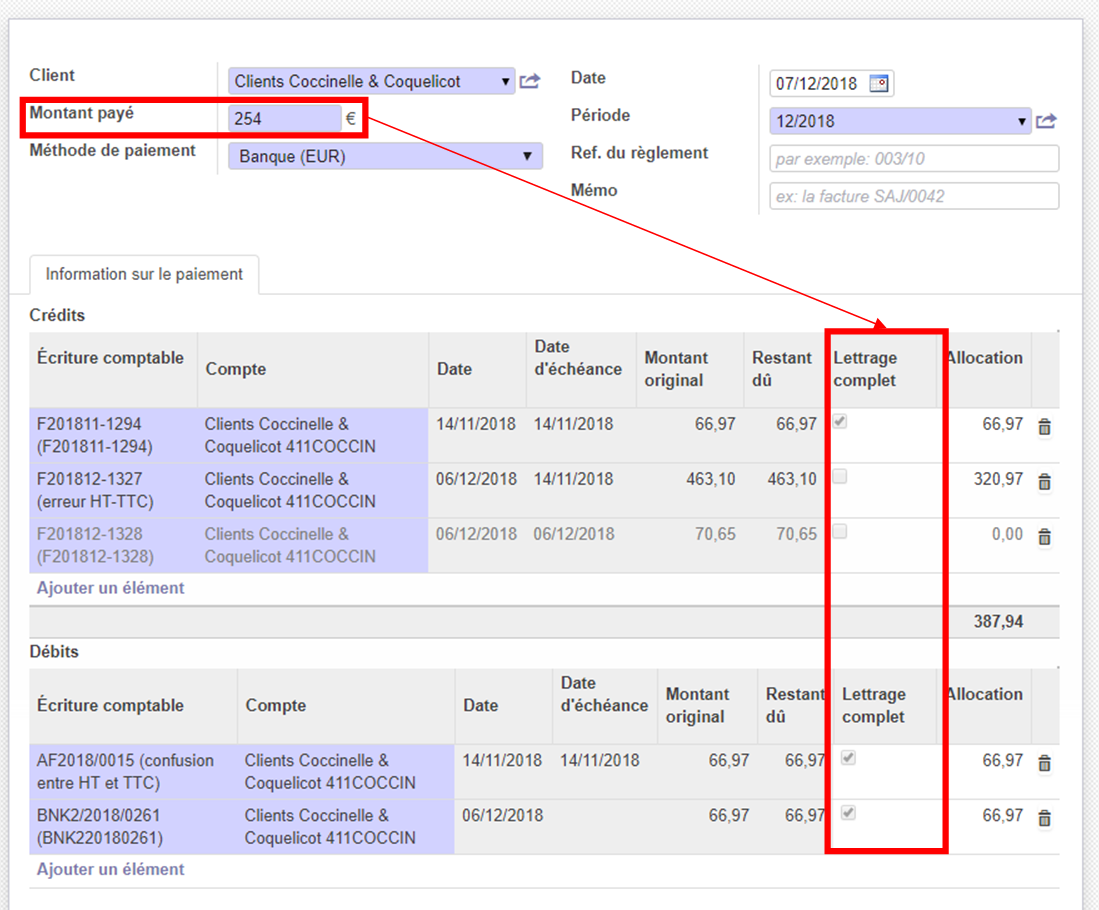 Client
Clients Coccinelle & Coquelicot
Date
07/12/2018
Montant payé
254 €
Période
12/2018
Méthode de paiement
Banque (EUR)
Ref. du règlement
par exemple: 003/10
Mémo
ex: la facture SAJ/0042
Information sur le paiement
Crédits
Écriture comptable
Compte
Date
Date
d'échéance
Montant
original
Restant
dû
Lettrage
complet
Allocation
F201811-1294
(F201811-1294)
Clients Coccinelle &
Coquelicot 411COCCIN
14/11/2018
14/11/2018
66,97
66,97
66,97
F201812-1327
(erreur HT-TTC)
Clients Coccinelle &
Coquelicot 411COCCIN
06/12/2018
14/11/2018
463,10
463,10
320,97
F201812-1328
(F201812-1328)
Clients Coccinelle &
Coquelicot 411COCCIN
06/12/2018
06/12/2018
70,65
70,65
0,00
Ajouter un élément
387,94
Débits
Écriture comptable
Compte
Date
Date
d'échéance
Montant
original
Restant
dû
Lettrage
complet
Allocation
AF2018/0015 (confusion
entre HT et TTC)
Clients Coccinelle &
Coquelicot 411COCCIN
14/11/2018
14/11/2018
66,97
66,97
66,97
BNK2/2018/0261
(BNK220180261)
Clients Coccinelle &
Coquelicot 411COCCIN
06/12/2018
66,97
66,97
66,97
Ajouter un élément